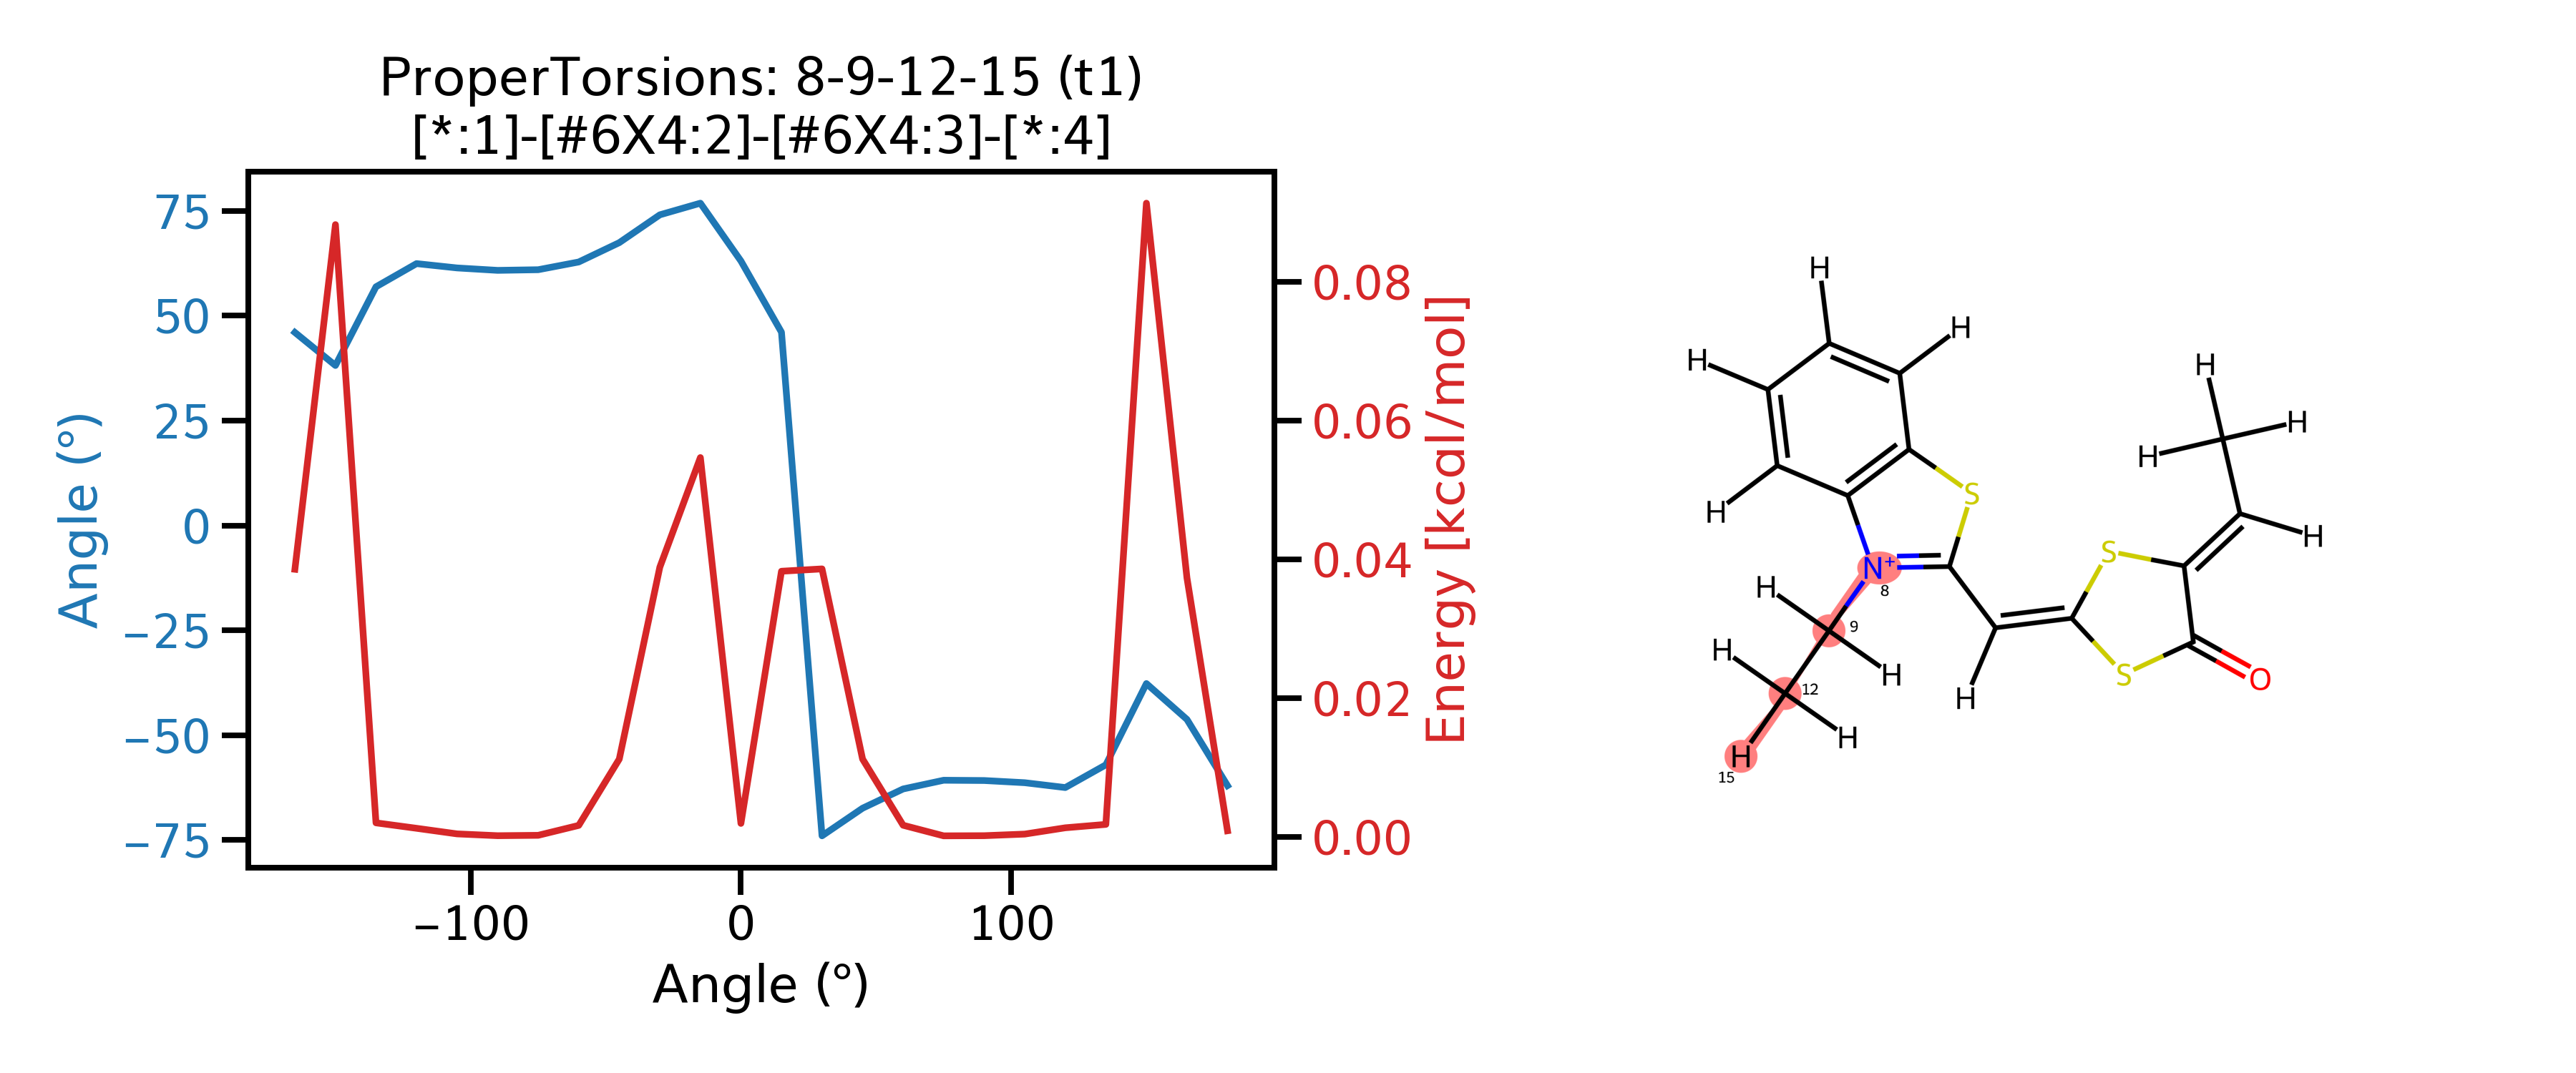 ProperTorsions: 8-9-12-15 (t1)
[*:1]-[#6X4:2]-[#6X4:3]-[*:4]
75
50
25
0
−25
−50
−75
Angle (°)
0.08
0.06
0.04
0.02
0.00
Energy [kcal/mol]
−100
0
100
Angle (°)
H
H
H
H
H
H
S
H
H
S
H
N+
8
H
9
H
H
12
H
S
O
H
H
H
15